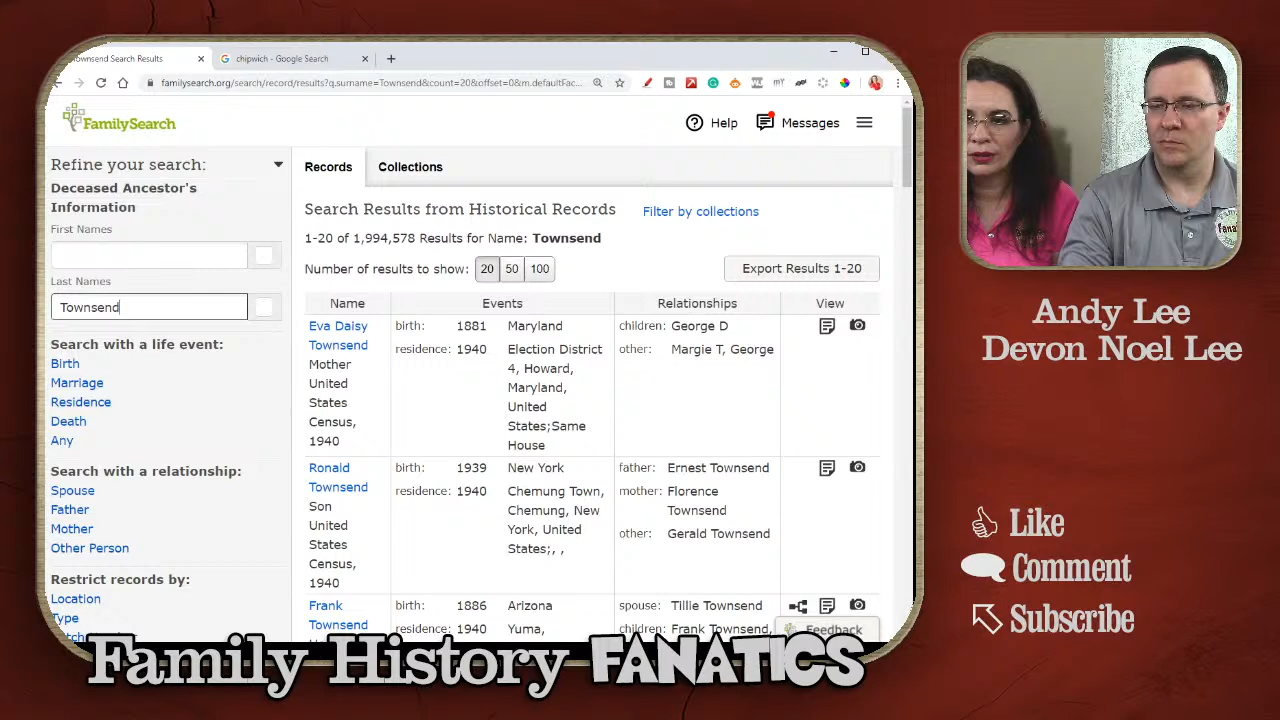 Townsend Search Results
chipwich - Google Search
familysearch.org/search/record/results?q.surname=Townsend&count=20&offset=0&m.defaultFac...
FamilySearch
Help
Messages
Refine your search:
Deceased Ancestor's
Information
First Names
Last Names
Townsend
Search with a life event:
Birth
Marriage
Residence
Death
Any
Search with a relationship:
Spouse
Father
Mother
Other Person
Restrict records by:
Location
Type
Records
Collections
Search Results from Historical Records
Filter by collections
1-20 of 1,994,578 Results for Name: Townsend
Number of results to show: 20 50 100
Export Results 1-20
Name Events Relationships View
Eva Daisy
Townsend
Mother
United
States
Census,
1940
birth: 1881 Maryland
residence: 1940 Election District
4, Howard,
Maryland,
United
States;Same
House
children: George D
other: Margie T, George
Ronald
Townsend
Son
United
States
Census,
1940
birth: 1939 New York
residence: 1940 Chemung Town,
Chemung, New
York, United
States;, ,
father: Ernest Townsend
mother: Florence
Townsend
other: Gerald Townsend
Frank
Townsend
birth: 1886 Arizona
residence: 1940 Yuma,
spouse: Tillie Townsend
children: Frank Townsend,
Feedback
Family History FANATICS
Andy Lee
Devon Noel Lee
Like
Comment
Subscribe